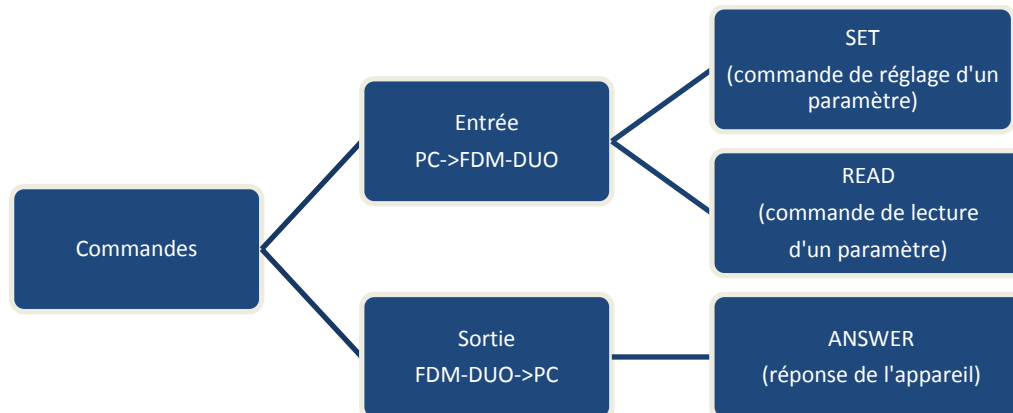 Commandes
Entrée
PC->FDM-DUO
SET
(commande de réglage d'un
paramètre)
READ
(commande de lecture
d'un paramètre)
Sortie
FDM-DUO->PC
ANSWER
(réponse de l'appareil)